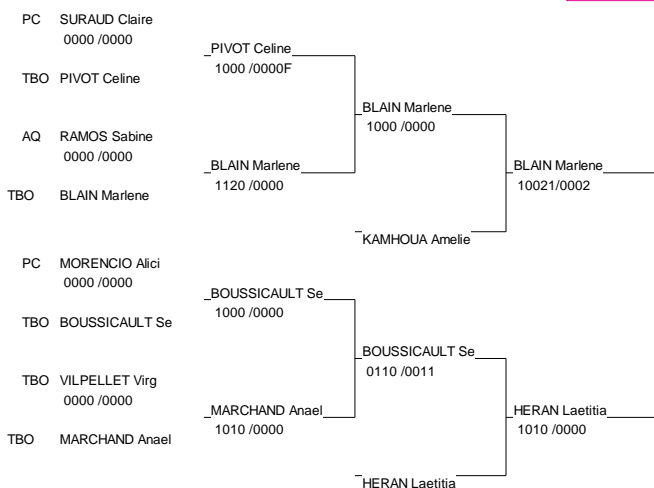 PC SURAUD Claire
0000 /0000
PIVOT Celine
1000 /0000F
TBO PIVOT Celine
BLAIN Marlene
1000 /0000
AQ RAMOS Sabine
0000 /0000
BLAIN Marlene
1120 /0000
BLAIN Marlene
10021/0002
TBO BLAIN Marlene
KAMHOUA Amelie
PC MORENCIO Alici
0000 /0000
BOUSSICAULT Se
1000 /0000
TBO BOUSSICAULT Se
BOUSSICAULT Se
0110 /0011
TBO VILPELLET Virg
0000 /0000
MARCHAND Anael
1010 /0000
HERAN Laetitia
1010 /0000
TBO MARCHAND Anael
HERAN Laetitia